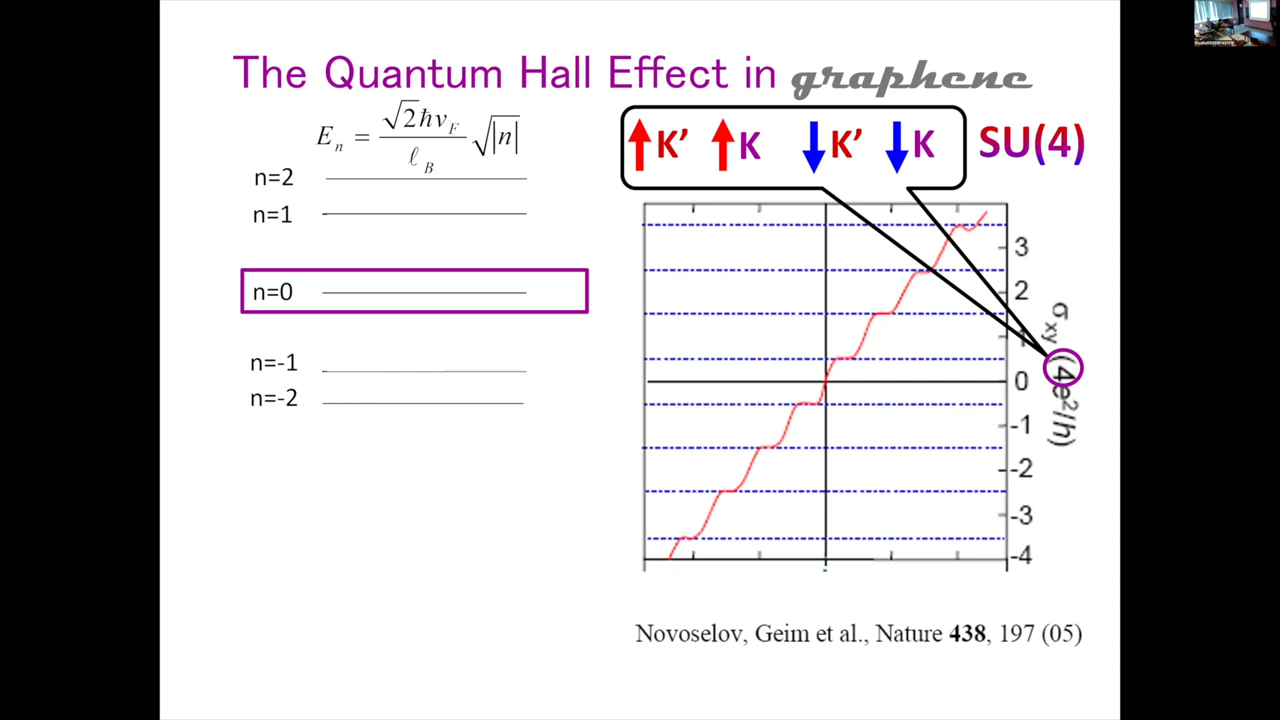 The Quantum Hall Effect in graphene
E_n = √2ħv_F / ℓ_B √|n|
n=2
n=1
n=0
n=-1
n=-2
↑K’ ↑K ↓K’ ↓K
SU(4)
3
2
1
0
-1
-2
-3
-4
σxy (4e²/h)
Novoselov, Geim et al., Nature 438, 197 (05)